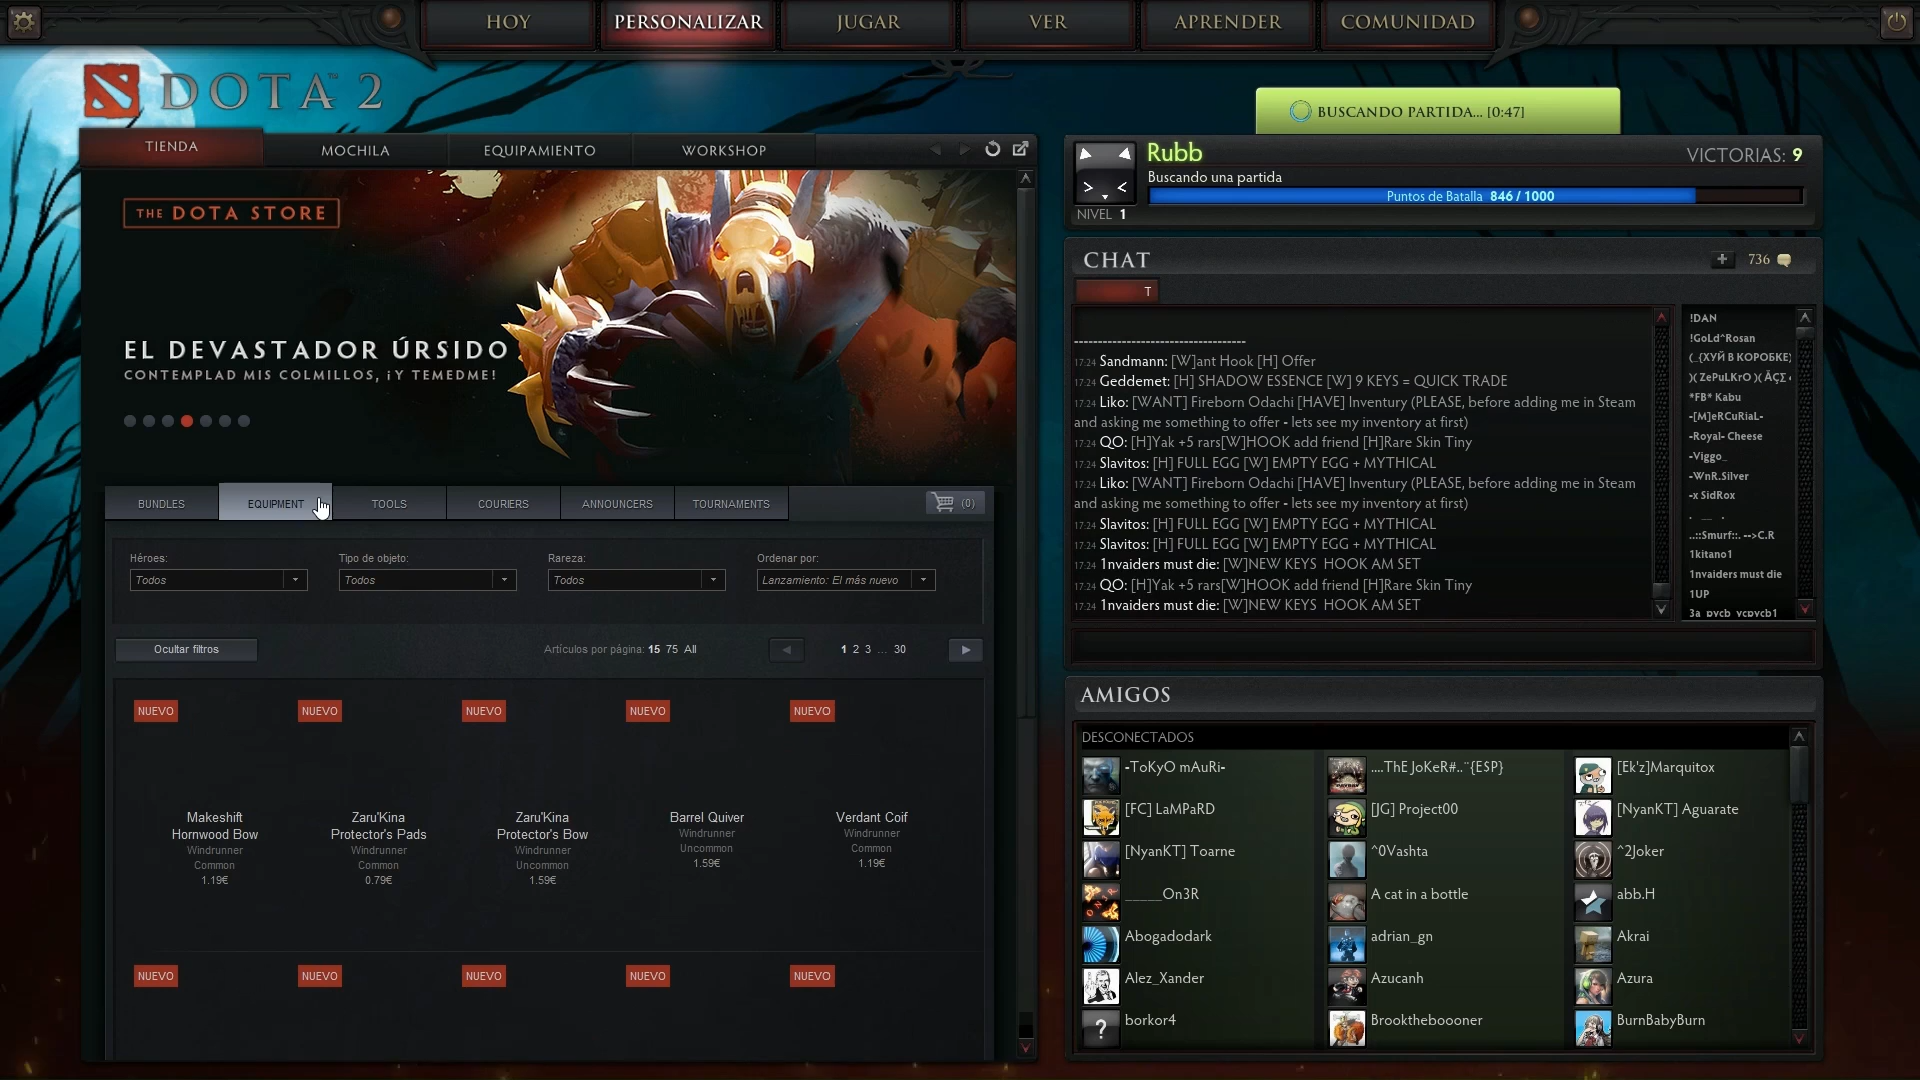 HOY
PERSONALIZAR
JUGAR
VER
APRENDER
COMUNIDAD
DOTA 2
TIENDA
MOCHILA
EQUIPAMIENTO
WORKSHOP
THE DOTA STORE
EL DEVASTADOR ÚRSIDO
CONTEMPLAD MIS COLMILLOS, ¡Y TEMEDME!
BUNDLES
EQUIPMENT
TOOLS
COURIERS
ANNOUNCERS
TOURNAMENTS
(0)
Héroes:
Tipo de objeto:
Rareza:
Ordenar por:
Todos
Todos
Todos
Lanzamiento: El más nuevo
Ocultar filtros
Artículos por página: 15 75 All
1 2 3 ... 30
NUEVO
NUEVO
NUEVO
NUEVO
NUEVO
Makeshift
Hornwood Bow
Windrunner
Common
1.19€
Zaru'Kina
Protector's Pads
Windrunner
Common
0.79€
Zaru'Kina
Protector's Bow
Windrunner
Uncommon
1.59€
Barrel Quiver
Windrunner
Uncommon
1.59€
Verdant Coif
Windrunner
Common
1.19€
NUEVO
NUEVO
NUEVO
NUEVO
NUEVO
BUSCANDO PARTIDA... [0:47]
Rubb
VICTORIAS: 9
Buscando una partida
Puntos de Batalla 846 / 1000
NIVEL 1
CHAT
736
T
------------------------------------
17:24 Sandmann: [W]ant Hook [H] Offer
17:24 Geddemet: [H] SHADOW ESSENCE [W] 9 KEYS = QUICK TRADE
17:24 Liko: [WANT] Fireborn Odachi [HAVE] Inventury (PLEASE, before adding me in Steam
and asking me something to offer - lets see my inventory at first)
17:24 QO: [H]Yak +5 rars[W]HOOK add friend [H]Rare Skin Tiny
17:24 Slavitos: [H] FULL EGG [W] EMPTY EGG + MYTHICAL
17:24 Liko: [WANT] Fireborn Odachi [HAVE] Inventury (PLEASE, before adding me in Steam
and asking me something to offer - lets see my inventory at first)
17:24 Slavitos: [H] FULL EGG [W] EMPTY EGG + MYTHICAL
17:24 Slavitos: [H] FULL EGG [W] EMPTY EGG + MYTHICAL
17:24 1nvaiders must die: [W]NEW KEYS HOOK AM SET
17:24 QO: [H]Yak +5 rars[W]HOOK add friend [H]Rare Skin Tiny
17:24 1nvaiders must die: [W]NEW KEYS HOOK AM SET
!DAN
!GoLd^Rosan
(_{ХУЙ В КОРОБКЕ}
)( ZePuLKrO )(
*FB* Kabu
-[M]eRCuRiaL-
-Royal- Cheese
-Viggo_
-WnR.Silver
-x SidRox
. __ .
..::Smurf::. -->C.R
1kitano1
1nvaiders must die
1UP
3a_pycb_ycpycb1
AMIGOS
DESCONECTADOS
-ToKyO mAuRi-
....ThE JoKeR#..¨{ESP}
[Ek'z]Marquitox
[FC] LaMPaRD
[JG] Project00
[NyanKT] Aguarate
[NyanKT] Toarne
^0Vashta
^2Joker
_____On3R
A cat in a bottle
abb.H
Abogadodark
adrian_gn
Akrai
Alez_Xander
Azucanh
Azura
borkor4
Brooktheboooner
BurnBabyBurn